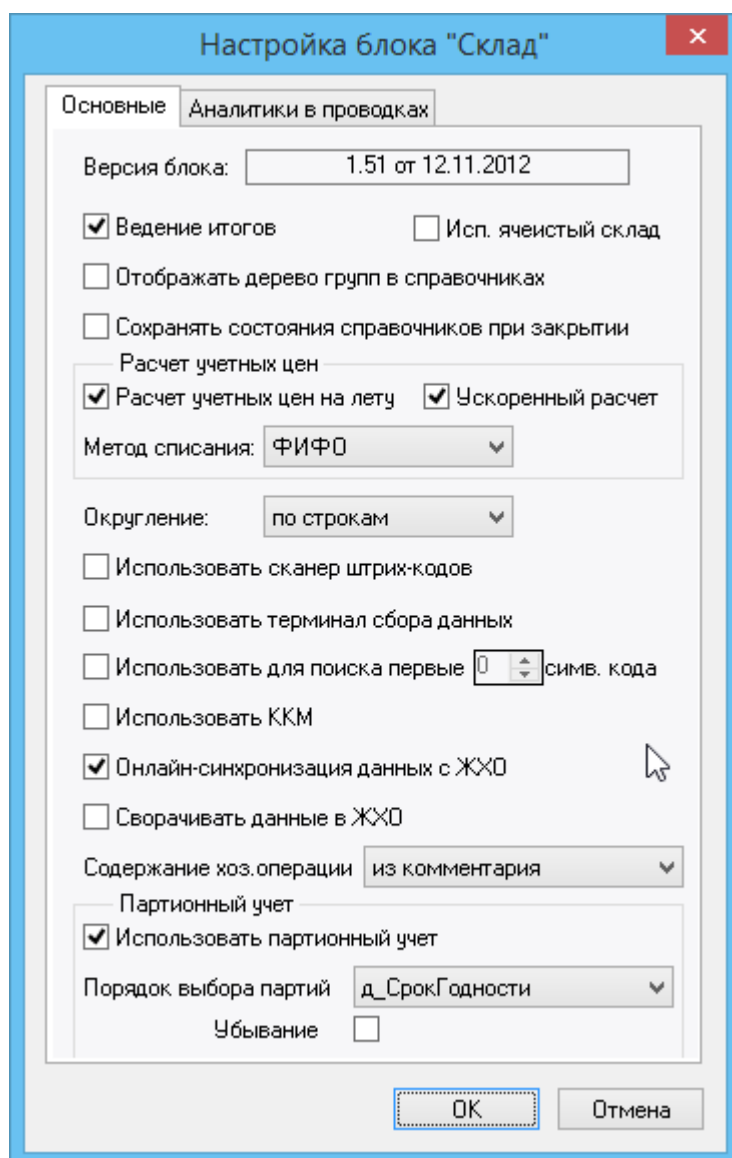 Настройка блока "Склад"
Основные Аналитики в проводках
Версия блока: 1.51 от 12.11.2012
Ведение итогов Исп. ячеистый склад
Отображать дерево групп в справочниках
Сохранять состояния справочников при закрытии
Расчет учетных цен
Расчет учетных цен на лету Ускоренный расчет
Метод списания: ФИФО
Округление: по строкам
Использовать сканер штрих-кодов
Использовать терминал сбора данных
Использовать для поиска первые 0 симв. кода
Использовать ККМ
Онлайн-синхронизация данных с ЖХО
Сворачивать данные в ЖХО
Содержание хоз.операции из комментария
Партионный учет
Использовать партионный учет
Порядок выбора партий д_СрокГодности
Убывание
OK Отмена